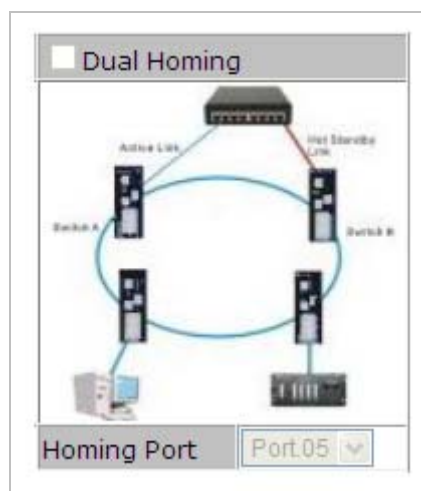 Dual Homing
Active Link
Hot Standby
Link
Switch A
Switch B
Homing Port
Port.05